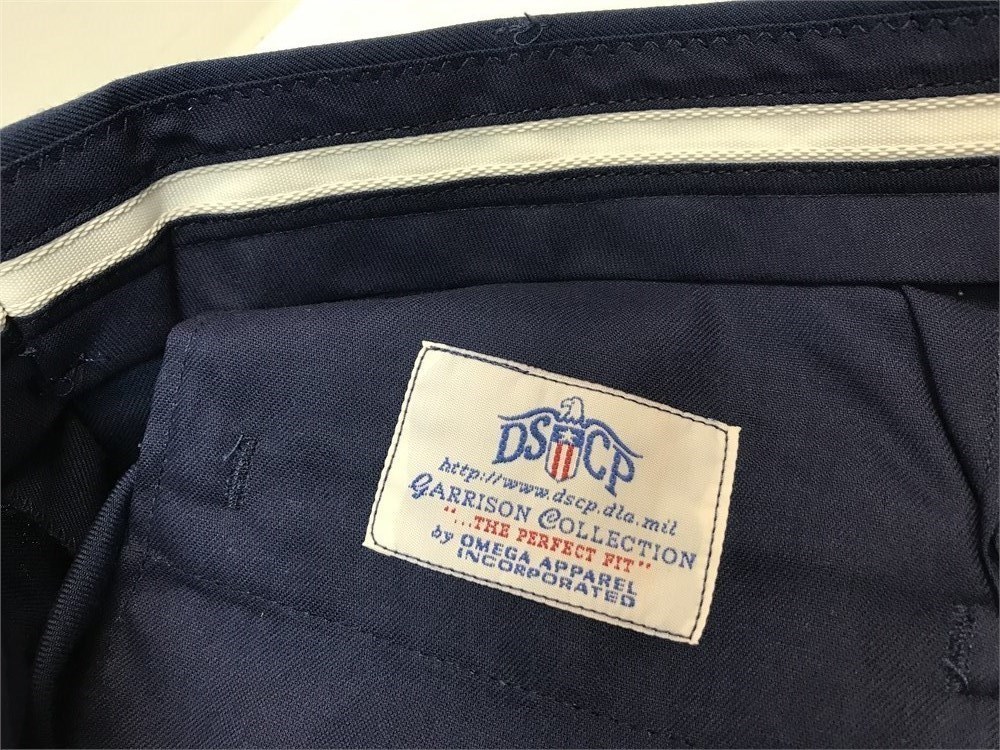 DSCP
http://www.dscp.dla.mil
GARRISON COLLECTION
"...THE PERFECT FIT"
by OMEGA APPAREL
INCORPORATED